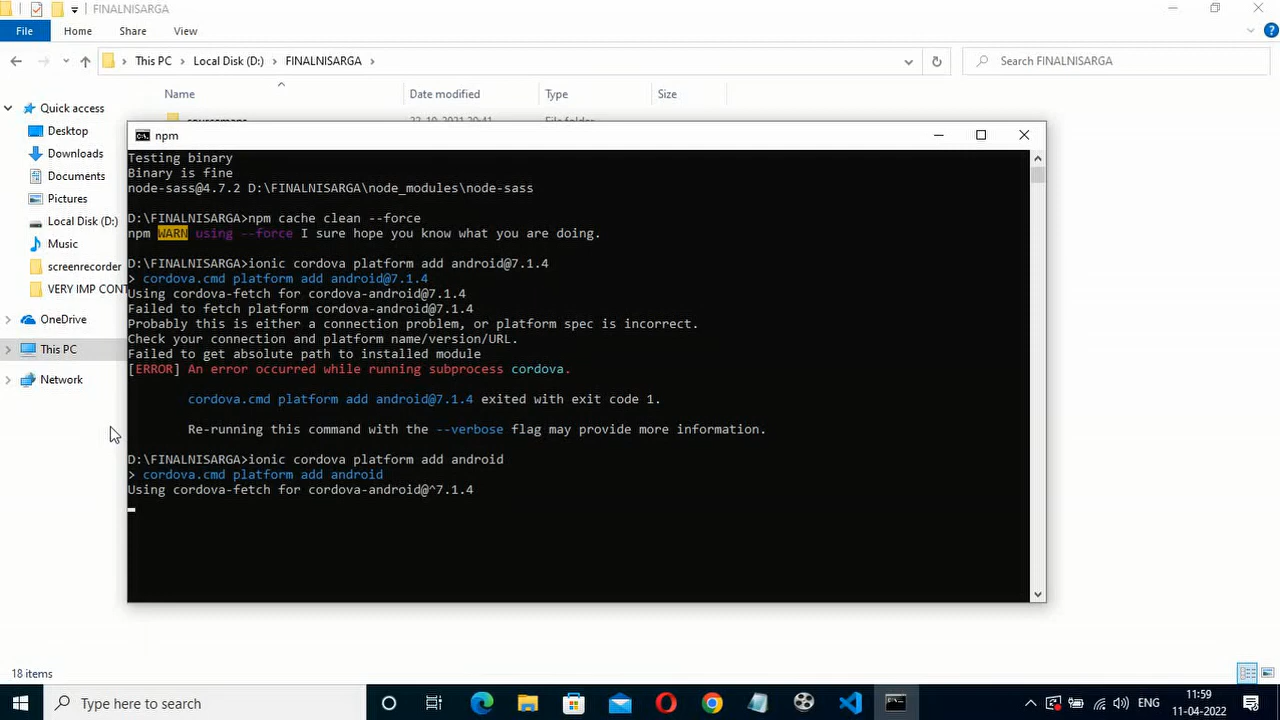 FINALNISARGA
File Home Share View
This PC Local Disk (D:) FINALNISARGA
Search FINALNISARGA
Name Date modified Type Size
Quick access
Desktop
Downloads
Documents
Pictures
Local Disk (D:)
Music
screenrecorder
VERY IMP CONT
OneDrive
This PC
Network
npm
Testing binary
Binary is fine
node-sass@4.7.2 D:\FINALNISARGA\node_modules\node-sass
D:\FINALNISARGA>npm cache clean --force
npm WARN using --force I sure hope you know what you are doing.
D:\FINALNISARGA>ionic cordova platform add android@7.1.4
> cordova.cmd platform add android@7.1.4
Using cordova-fetch for cordova-android@7.1.4
Failed to fetch platform cordova-android@7.1.4
Probably this is either a connection problem, or platform spec is incorrect.
Check your connection and platform name/version/URL.
Failed to get absolute path to installed module
[ERROR] An error occurred while running subprocess cordova.
cordova.cmd platform add android@7.1.4 exited with exit code 1.
Re-running this command with the --verbose flag may provide more information.
D:\FINALNISARGA>ionic cordova platform add android
> cordova.cmd platform add android
Using cordova-fetch for cordova-android@^7.1.4
18 items
Type here to search
ENG
11:59
11-04-2022